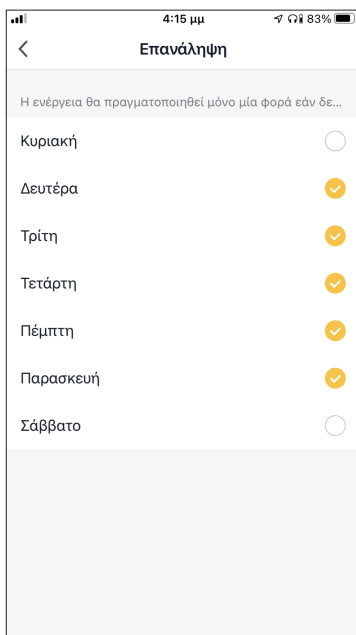 4:15 μμ 83%
Επανάληψη
Η ενέργεια θα πραγματοποιηθεί μόνο μία φορά εάν δε...
Κυριακή
Δευτέρα
Τρίτη
Τετάρτη
Πέμπτη
Παρασκευή
Σάββατο